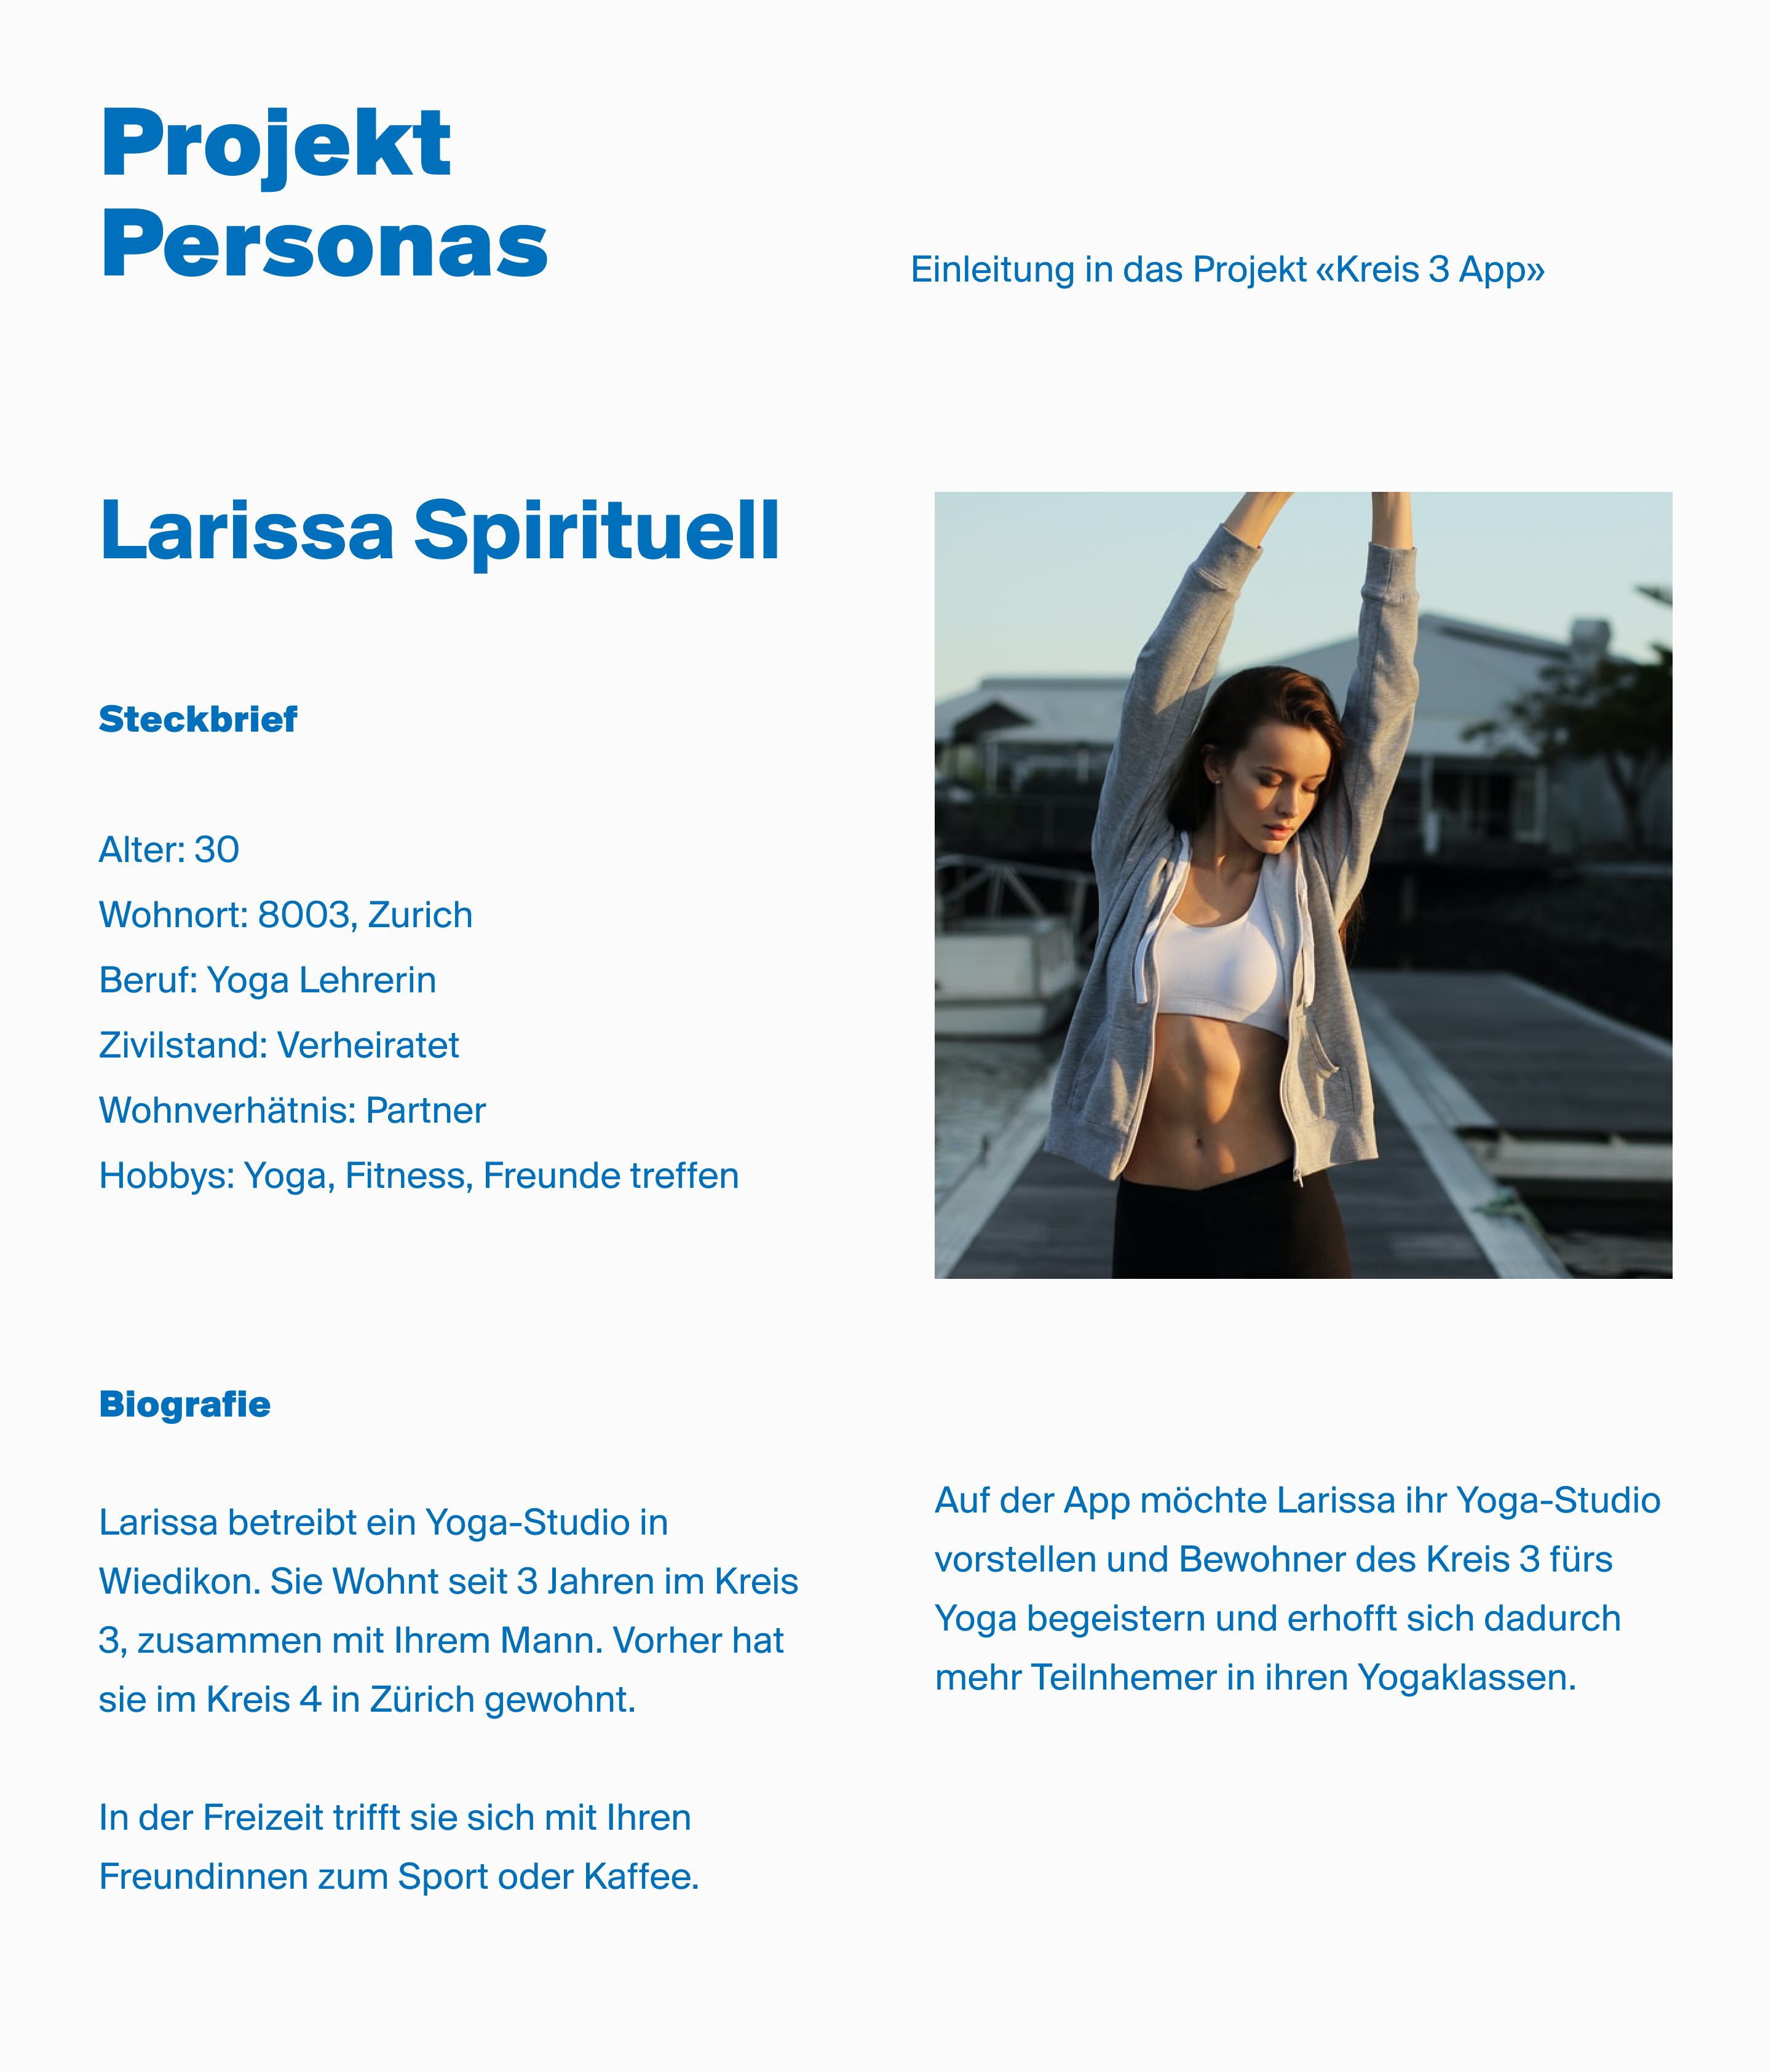 Projekt
Personas
Einleitung in das Projekt «Kreis 3 App»
Larissa Spirituell
Steckbrief
Alter: 30
Wohnort: 8003, Zurich
Beruf: Yoga Lehrerin
Zivilstand: Verheiratet
Wohnverhätnis: Partner
Hobbys: Yoga, Fitness, Freunde treffen
Biografie
Larissa betreibt ein Yoga-Studio in
Wiedikon. Sie Wohnt seit 3 Jahren im Kreis
3, zusammen mit Ihrem Mann. Vorher hat
sie im Kreis 4 in Zürich gewohnt.
In der Freizeit trifft sie sich mit Ihren
Freundinnen zum Sport oder Kaffee.
Auf der App möchte Larissa ihr Yoga-Studio
vorstellen und Bewohner des Kreis 3 fürs
Yoga begeistern und erhofft sich dadurch
mehr Teilnhemer in ihren Yogaklassen.